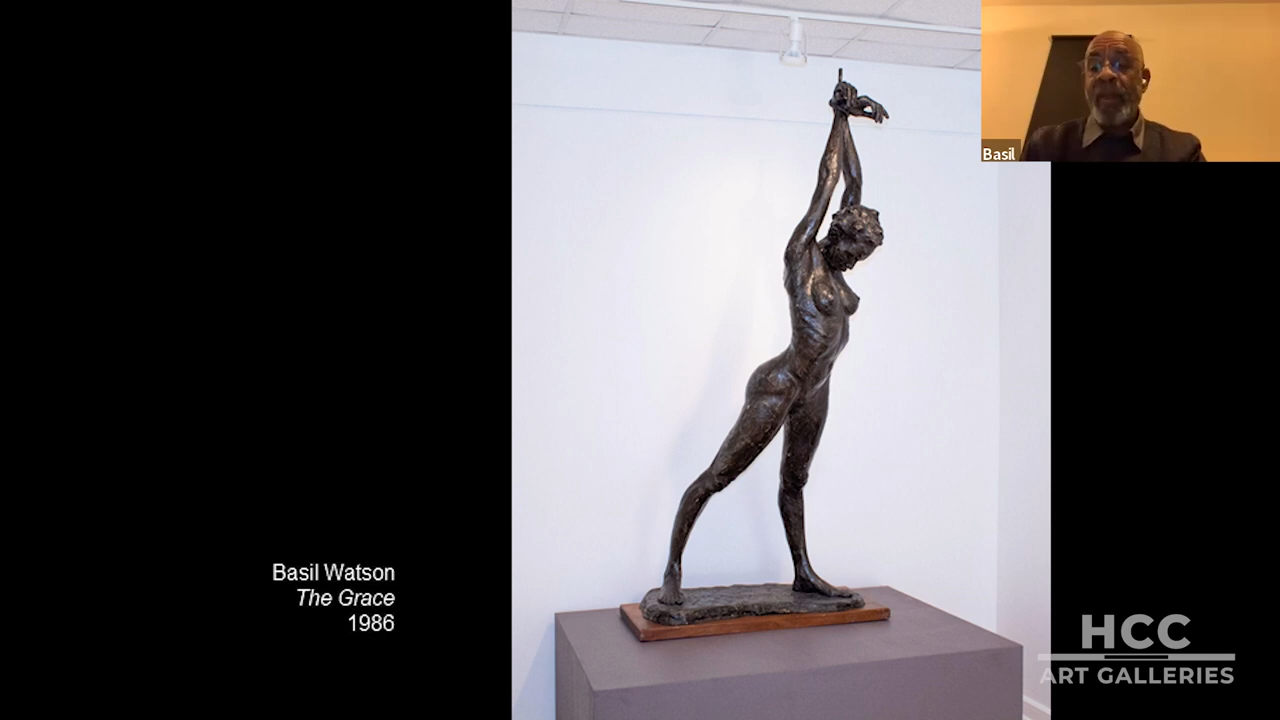 Basil
Basil Watson
The Grace
1986
HCC
ART GALLERIES